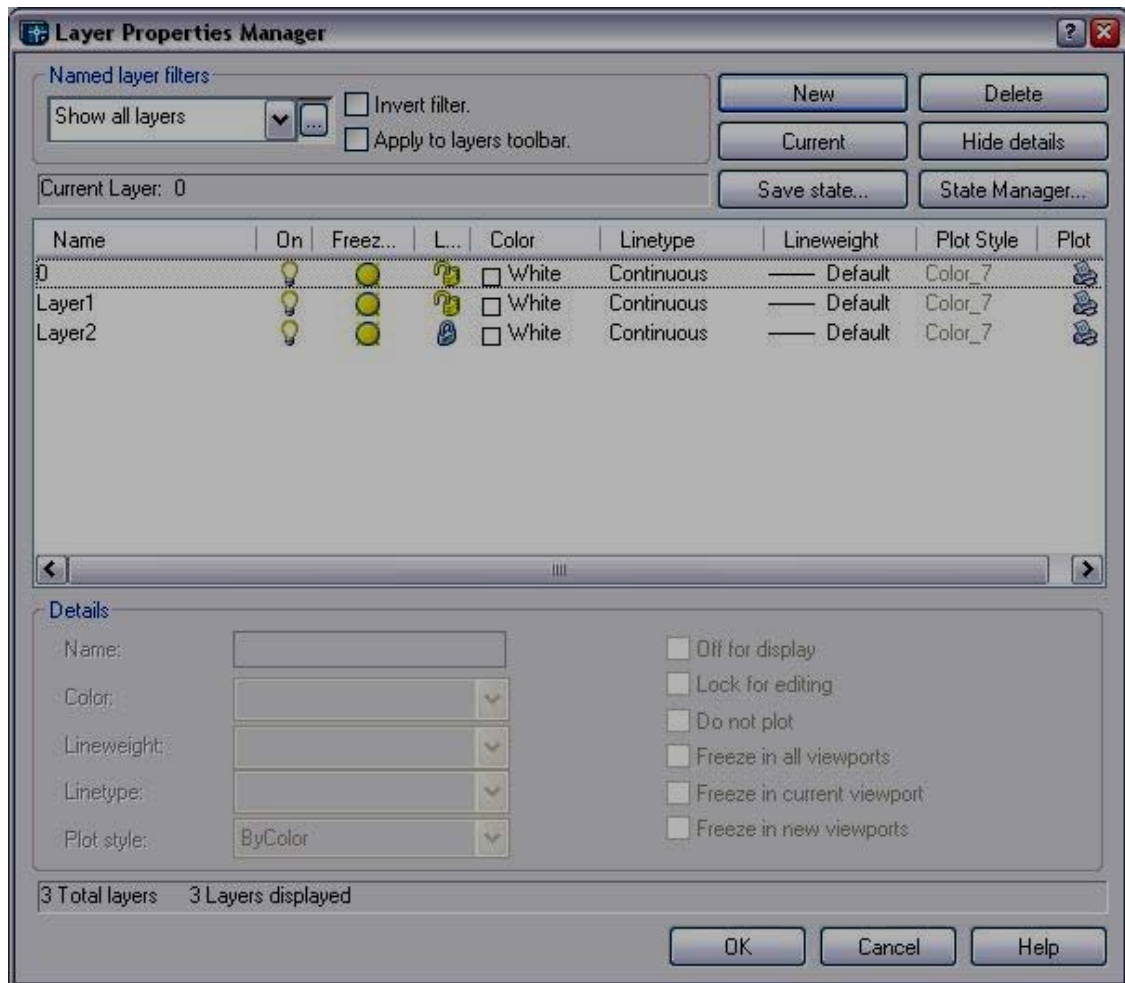 Layer Properties Manager
Named layer filters
Show all layers
...
Invert filter.
Apply to layers toolbar.
New
Delete
Current
Hide details
Current Layer: 0
Save state...
State Manager...
Name On Freez... L... Color Linetype Lineweight Plot Style Plot
0 White Continuous Default Color_7
Layer1 White Continuous Default Color_7
Layer2 White Continuous Default Color_7
Details
Name:
Color:
Lineweight:
Linetype:
Plot style: ByColor
Off for display
Lock for editing
Do not plot
Freeze in all viewports
Freeze in current viewport
Freeze in new viewports
3 Total layers 3 Layers displayed
OK Cancel Help